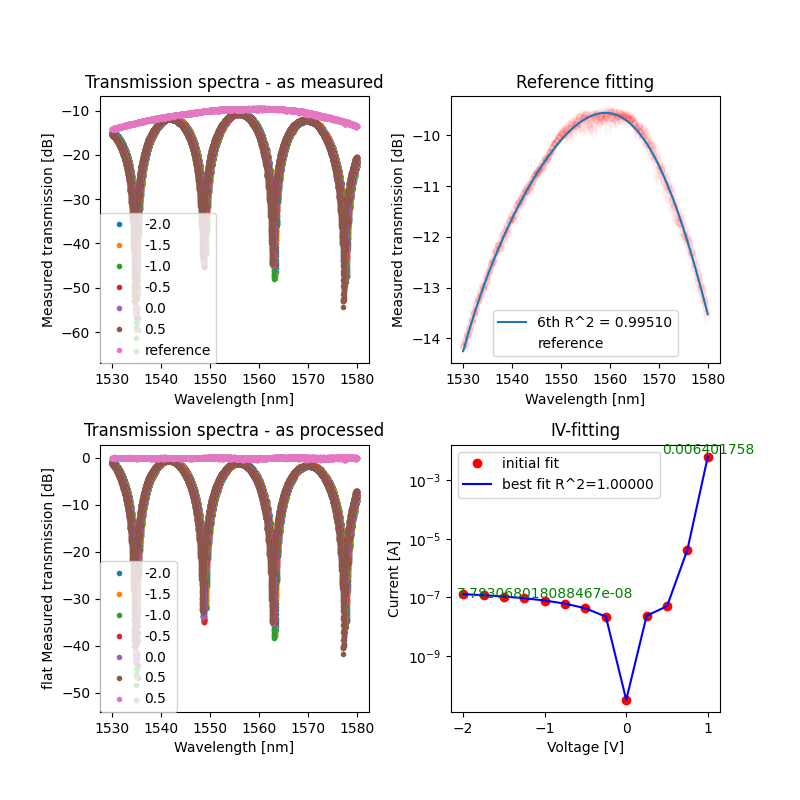 Transmission spectra - as measured
Measured transmission [dB]
−10
−20
−30
−40
−50
−60
-2.0
-1.5
-1.0
-0.5
0.0
0.5
reference
1530 1540 1550 1560 1570 1580
Wavelength [nm]
Reference fitting
Measured transmission [dB]
−10
−11
−12
−13
−14
6th R^2 = 0.99510
reference
1530 1540 1550 1560 1570 1580
Wavelength [nm]
Transmission spectra - as processed
flat Measured transmission [dB]
0
−10
−20
−30
−40
−50
-2.0
-1.5
-1.0
-0.5
0.0
0.5
0.5
1530 1540 1550 1560 1570 1580
Wavelength [nm]
IV-fitting
0.006401758
initial fit
best fit R^2=1.00000
Current [A]
10−3
10−5
10−7
10−9
−2 −1 0 1
Voltage [V]